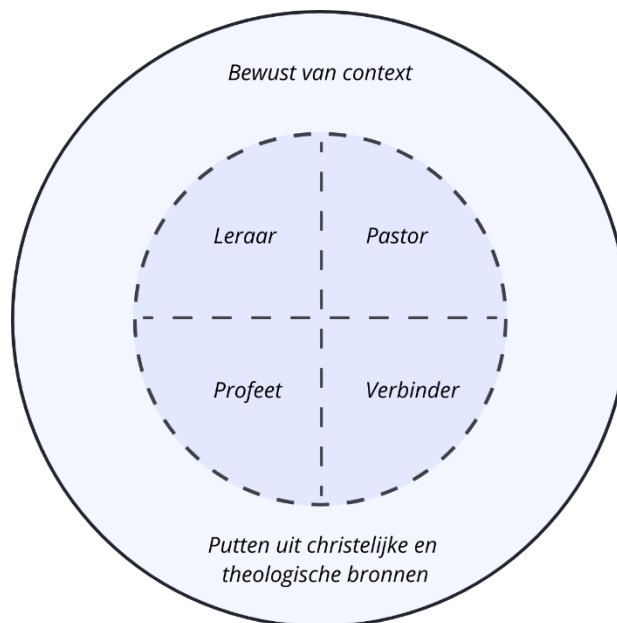 Bewust van context
Leraar
Pastor
Profeet
Verbinder
Putten uit christelijke en
theologische bronnen